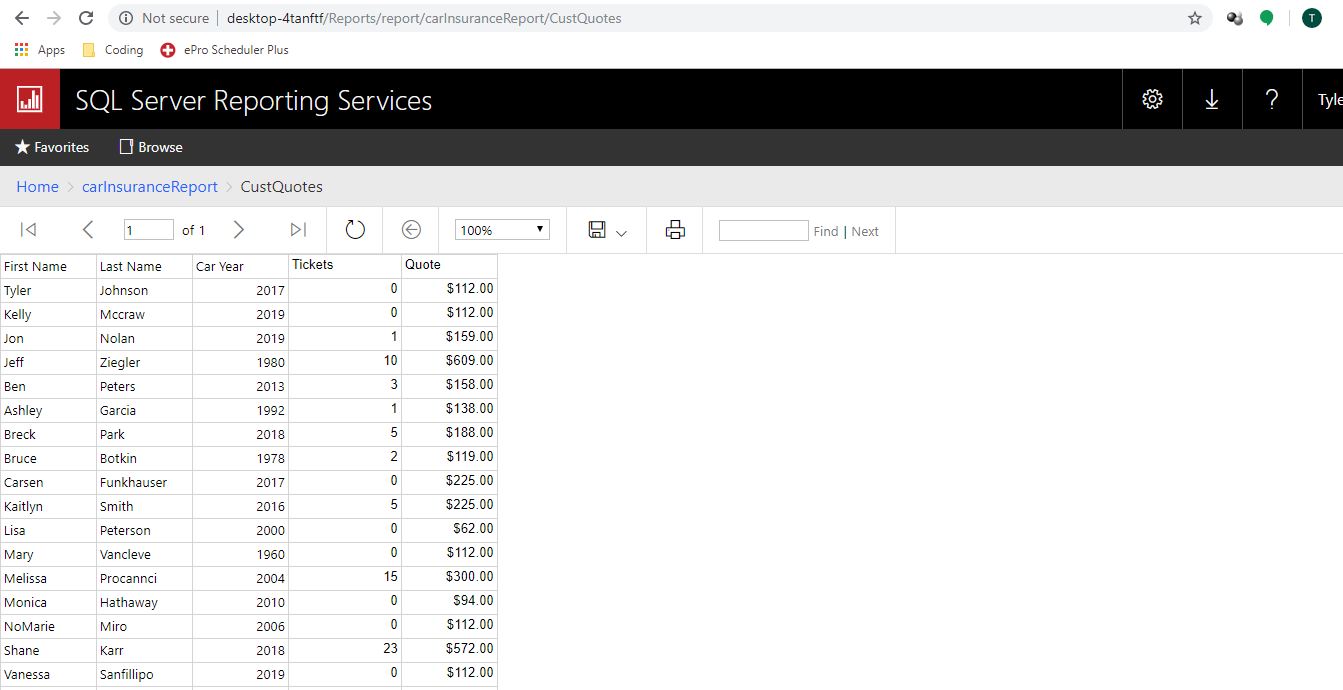 Not secure | desktop-4tanftf/Reports/report/carInsuranceReport/CustQuotes T
Apps Coding ePro Scheduler Plus
SQL Server Reporting Services ? Tyle
Favorites Browse
Home > carInsuranceReport > CustQuotes
1 of 1 100% Find | Next
First Name Last Name Car Year Tickets Quote
Tyler Johnson 2017 0 $112.00
Kelly Mccraw 2019 0 $112.00
Jon Nolan 2019 1 $159.00
Jeff Ziegler 1980 10 $609.00
Ben Peters 2013 3 $158.00
Ashley Garcia 1992 1 $138.00
Breck Park 2018 5 $188.00
Bruce Botkin 1978 2 $119.00
Carsen Funkhauser 2017 0 $225.00
Kaitlyn Smith 2016 5 $225.00
Lisa Peterson 2000 0 $62.00
Mary Vancleve 1960 0 $112.00
Melissa Procannci 2004 15 $300.00
Monica Hathaway 2010 0 $94.00
NoMarie Miro 2006 0 $112.00
Shane Karr 2018 23 $572.00
Vanessa Sanfillipo 2019 0 $112.00